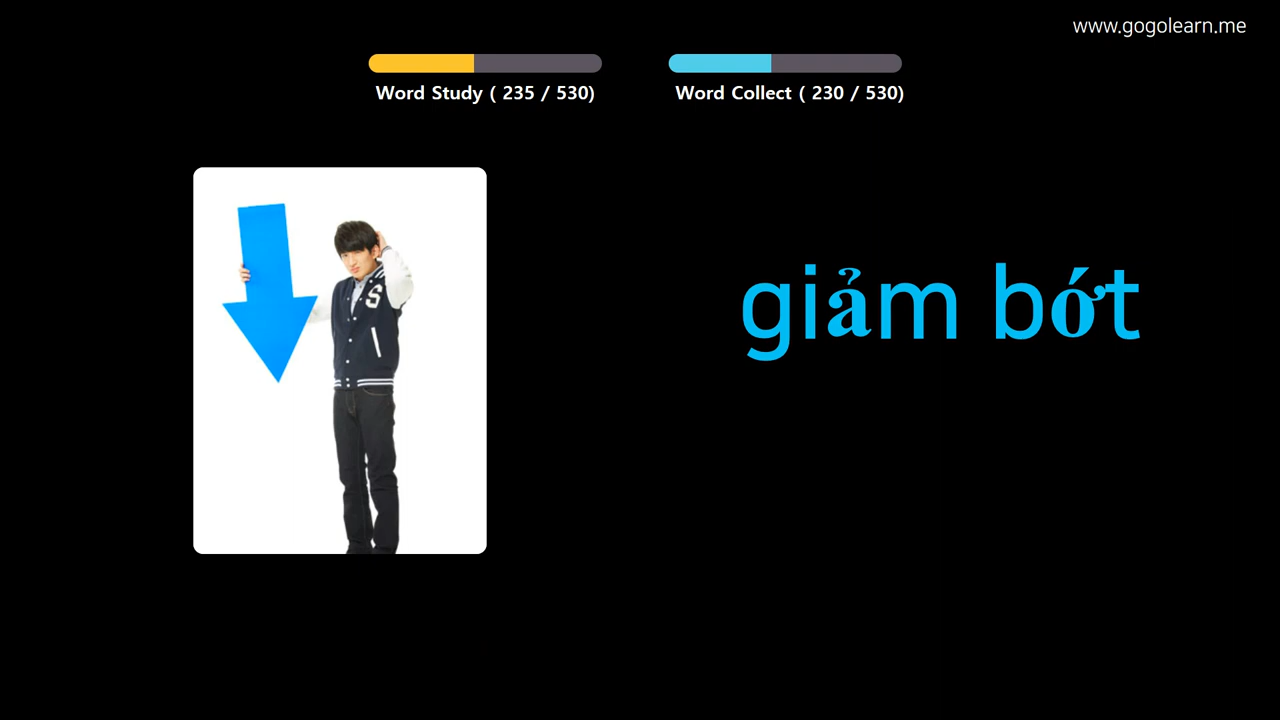 www.gogolearn.me
Word Study ( 235 / 530)
Word Collect ( 230 / 530)
S
giảm bớt